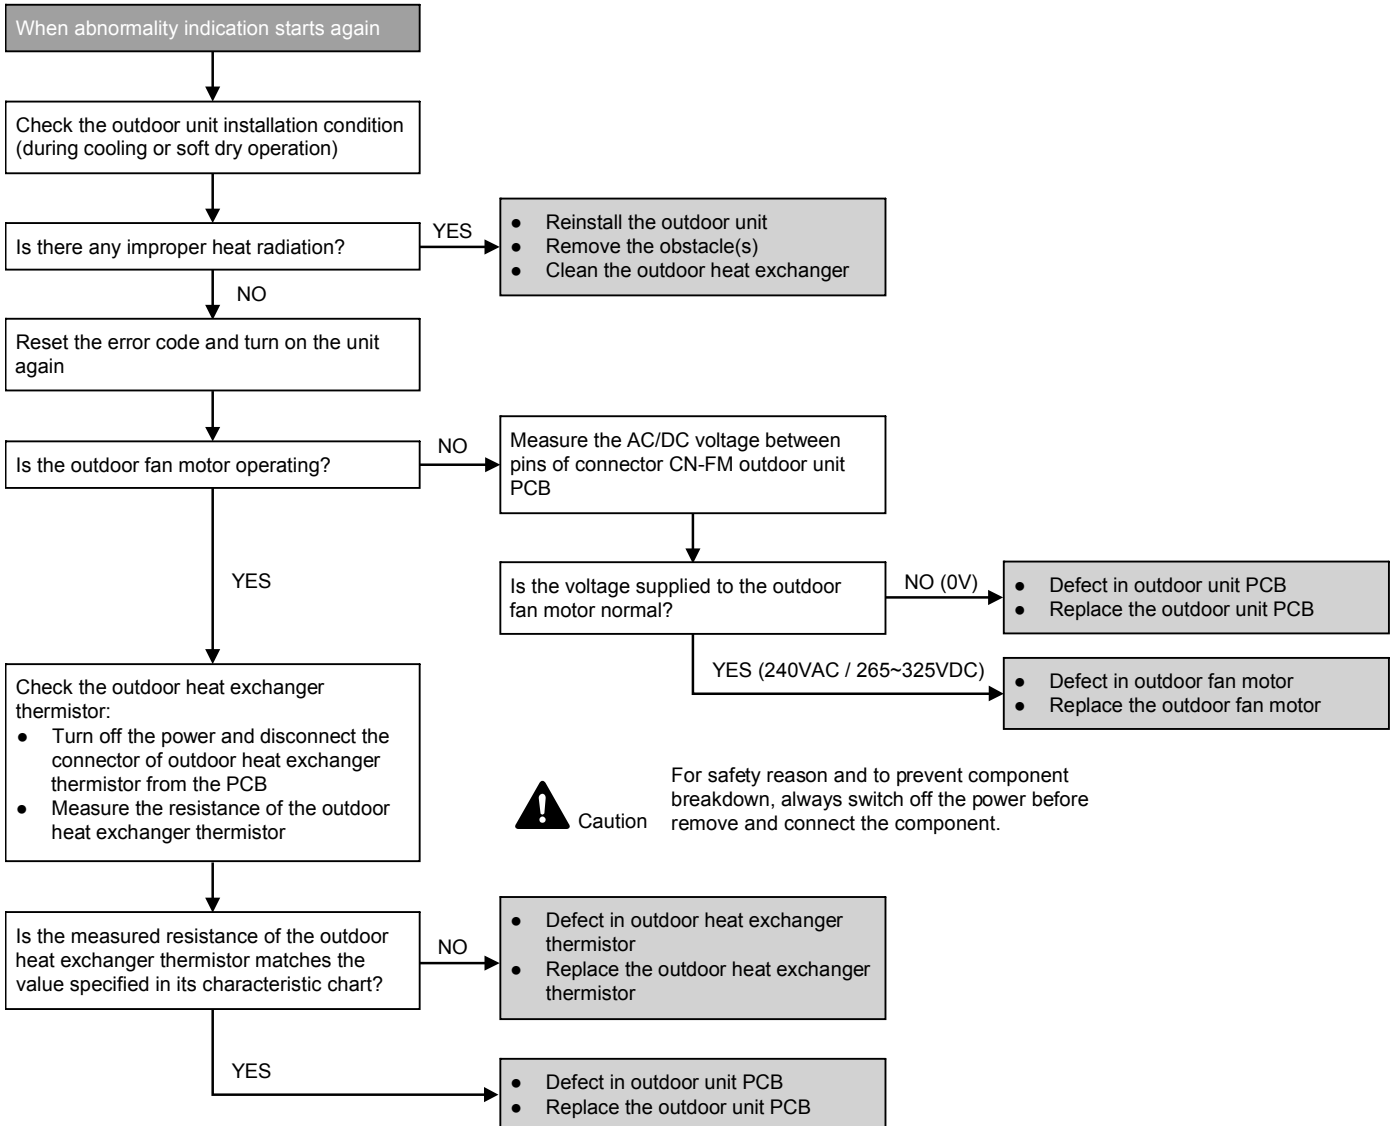 When abnormality indication starts again
Check the outdoor unit installation condition
(during cooling or soft dry operation)
Is there any improper heat radiation?
YES
● Reinstall the outdoor unit
● Remove the obstacle(s)
● Clean the outdoor heat exchanger
NO
Reset the error code and turn on the unit
again
Is the outdoor fan motor operating?
NO
Measure the AC/DC voltage between
pins of connector CN-FM outdoor unit
PCB
YES
Is the voltage supplied to the outdoor
fan motor normal?
NO (0V)
● Defect in outdoor unit PCB
● Replace the outdoor unit PCB
YES (240VAC / 265~325VDC)
● Defect in outdoor fan motor
● Replace the outdoor fan motor
Check the outdoor heat exchanger
thermistor:
● Turn off the power and disconnect the
connector of outdoor heat exchanger
thermistor from the PCB
● Measure the resistance of the outdoor
heat exchanger thermistor
Caution
For safety reason and to prevent component
breakdown, always switch off the power before
remove and connect the component.
Is the measured resistance of the outdoor
heat exchanger thermistor matches the
value specified in its characteristic chart?
NO
● Defect in outdoor heat exchanger
thermistor
● Replace the outdoor heat exchanger
thermistor
YES
● Defect in outdoor unit PCB
● Replace the outdoor unit PCB